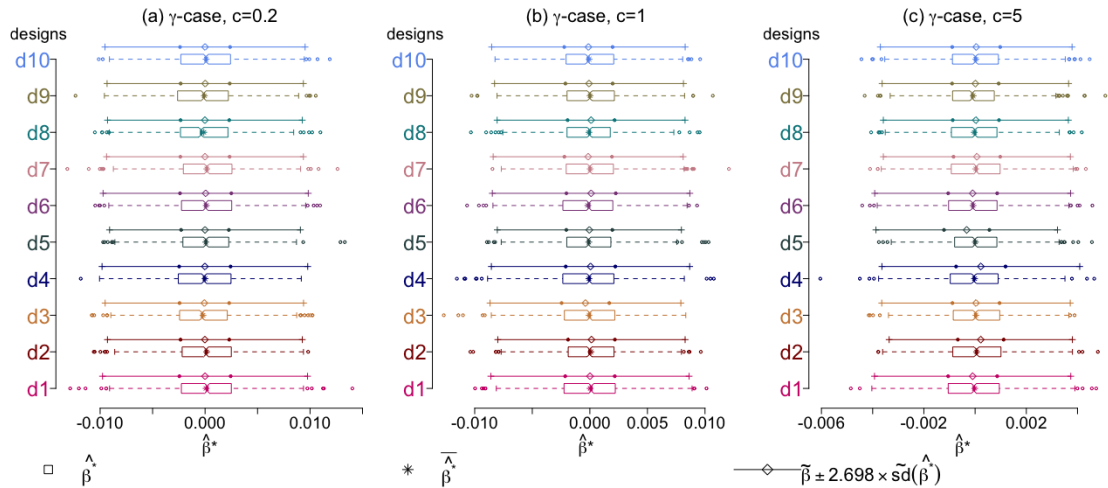 (a) γ-case, c=0.2
designs
d10
d9
d8
d7
d6
d5
d4
d3
d2
d1
-0.010 0.000 0.010
β̂*
(b) γ-case, c=1
designs
d10
d9
d8
d7
d6
d5
d4
d3
d2
d1
-0.010 0.000 0.005 0.010
β̂*
(c) γ-case, c=5
designs
d10
d9
d8
d7
d6
d5
d4
d3
d2
d1
-0.006 -0.002 0.002
β̂*
β̂* β̂*̅ β̃ ± 2.698 × s̃d(β̂*)